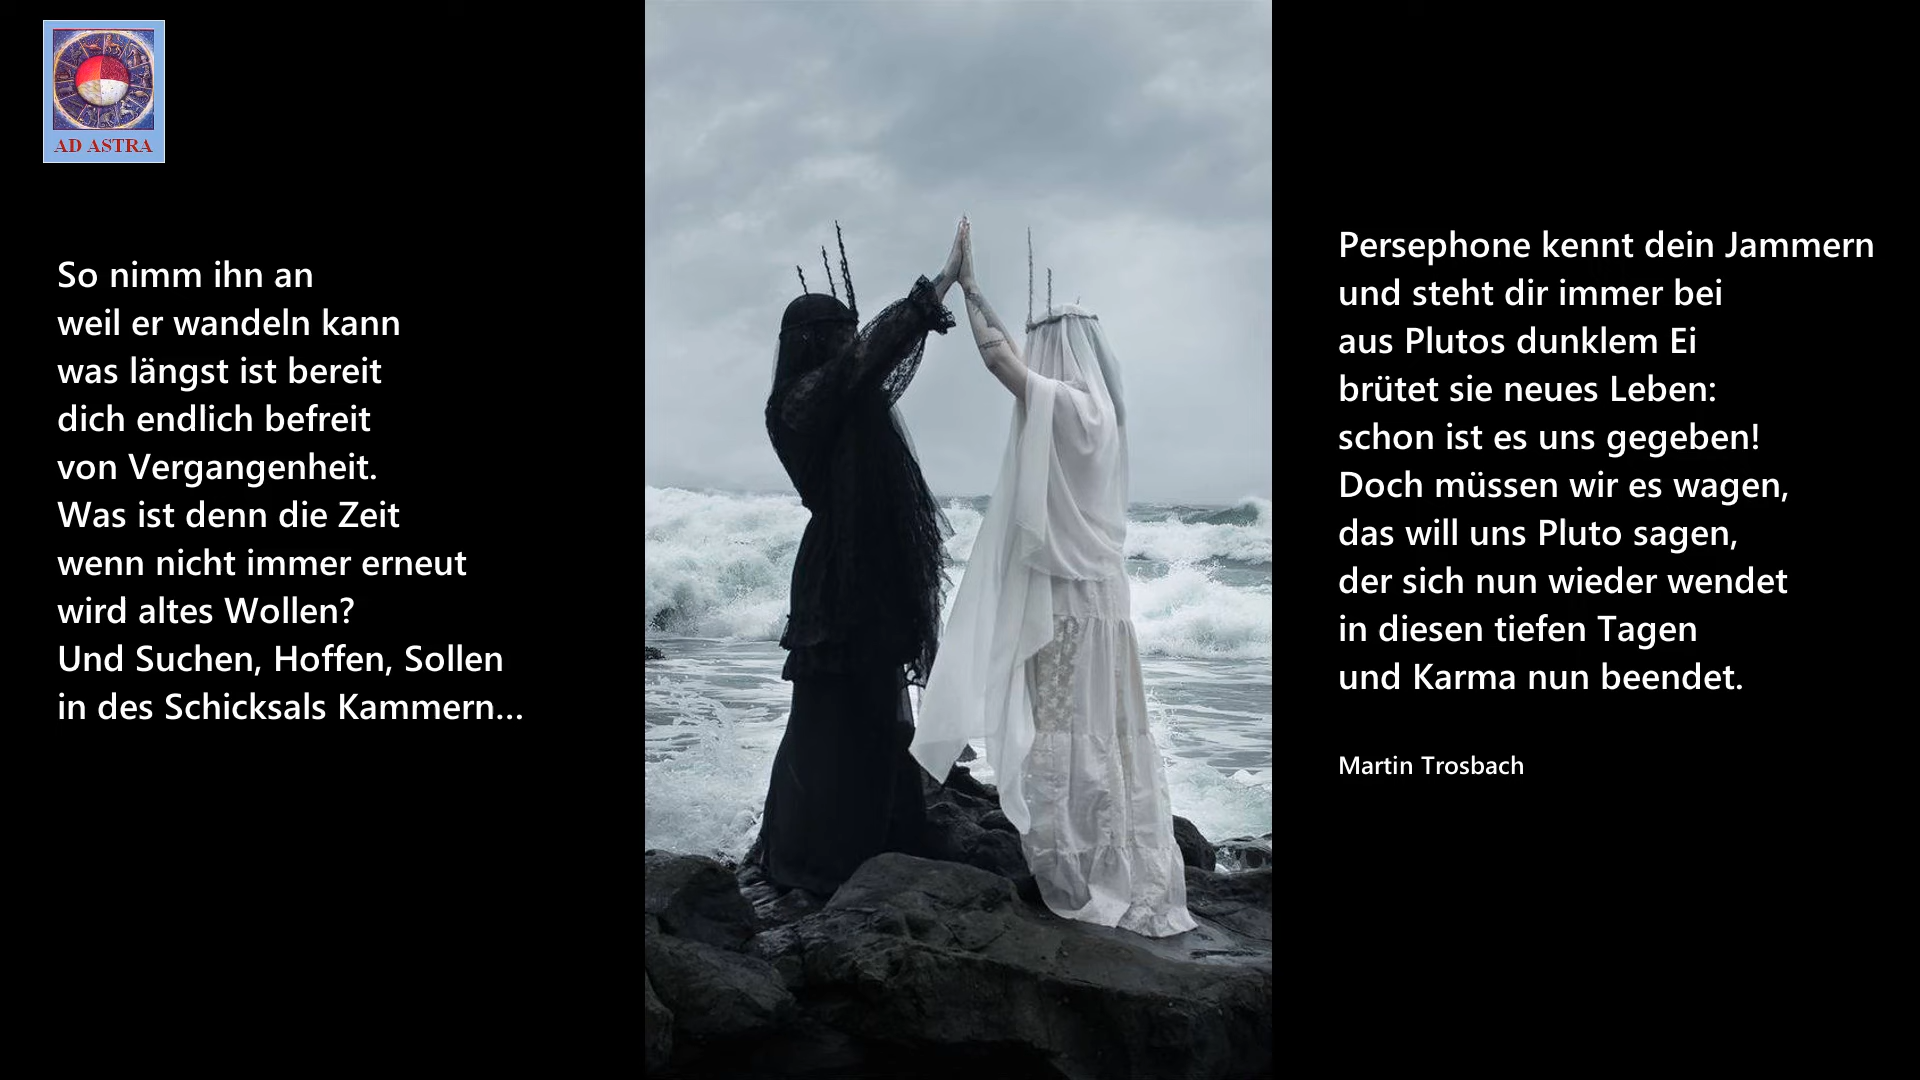 AD ASTRA
So nimm ihn an
weil er wandeln kann
was längst ist bereit
dich endlich befreit
von Vergangenheit.
Was ist denn die Zeit
wenn nicht immer erneut
wird altes Wollen?
Und Suchen, Hoffen, Sollen
in des Schicksals Kammern...
Persephone kennt dein Jammern
und steht dir immer bei
aus Plutos dunklem Ei
brütet sie neues Leben:
schon ist es uns gegeben!
Doch müssen wir es wagen,
das will uns Pluto sagen,
der sich nun wieder wendet
in diesen tiefen Tagen
und Karma nun beendet.
Martin Trosbach